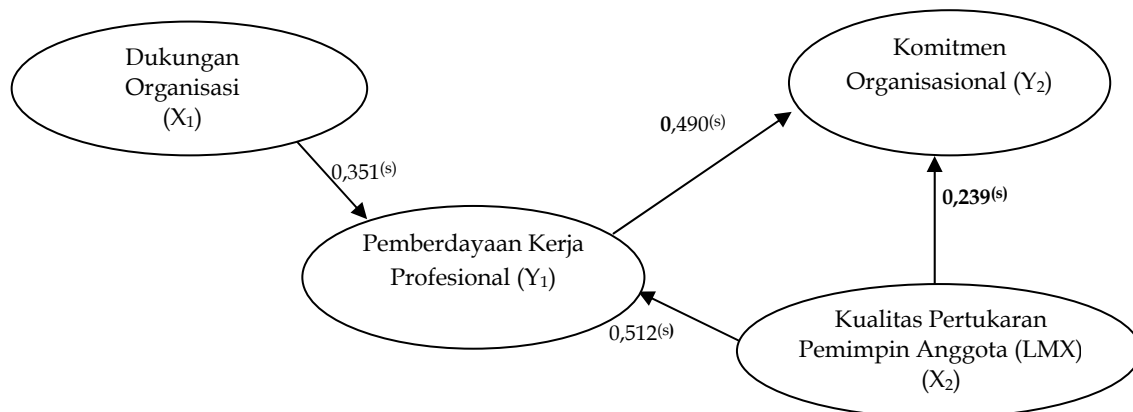 Dukungan
Organisasi
(X₁)
Komitmen
Organisasional (Y₂)
0,490⁽ˢ⁾
0,351⁽ˢ⁾
0,239⁽ˢ⁾
Pemberdayaan Kerja
Profesional (Y₁)
0,512⁽ˢ⁾
Kualitas Pertukaran
Pemimpin Anggota (LMX)
(X₂)